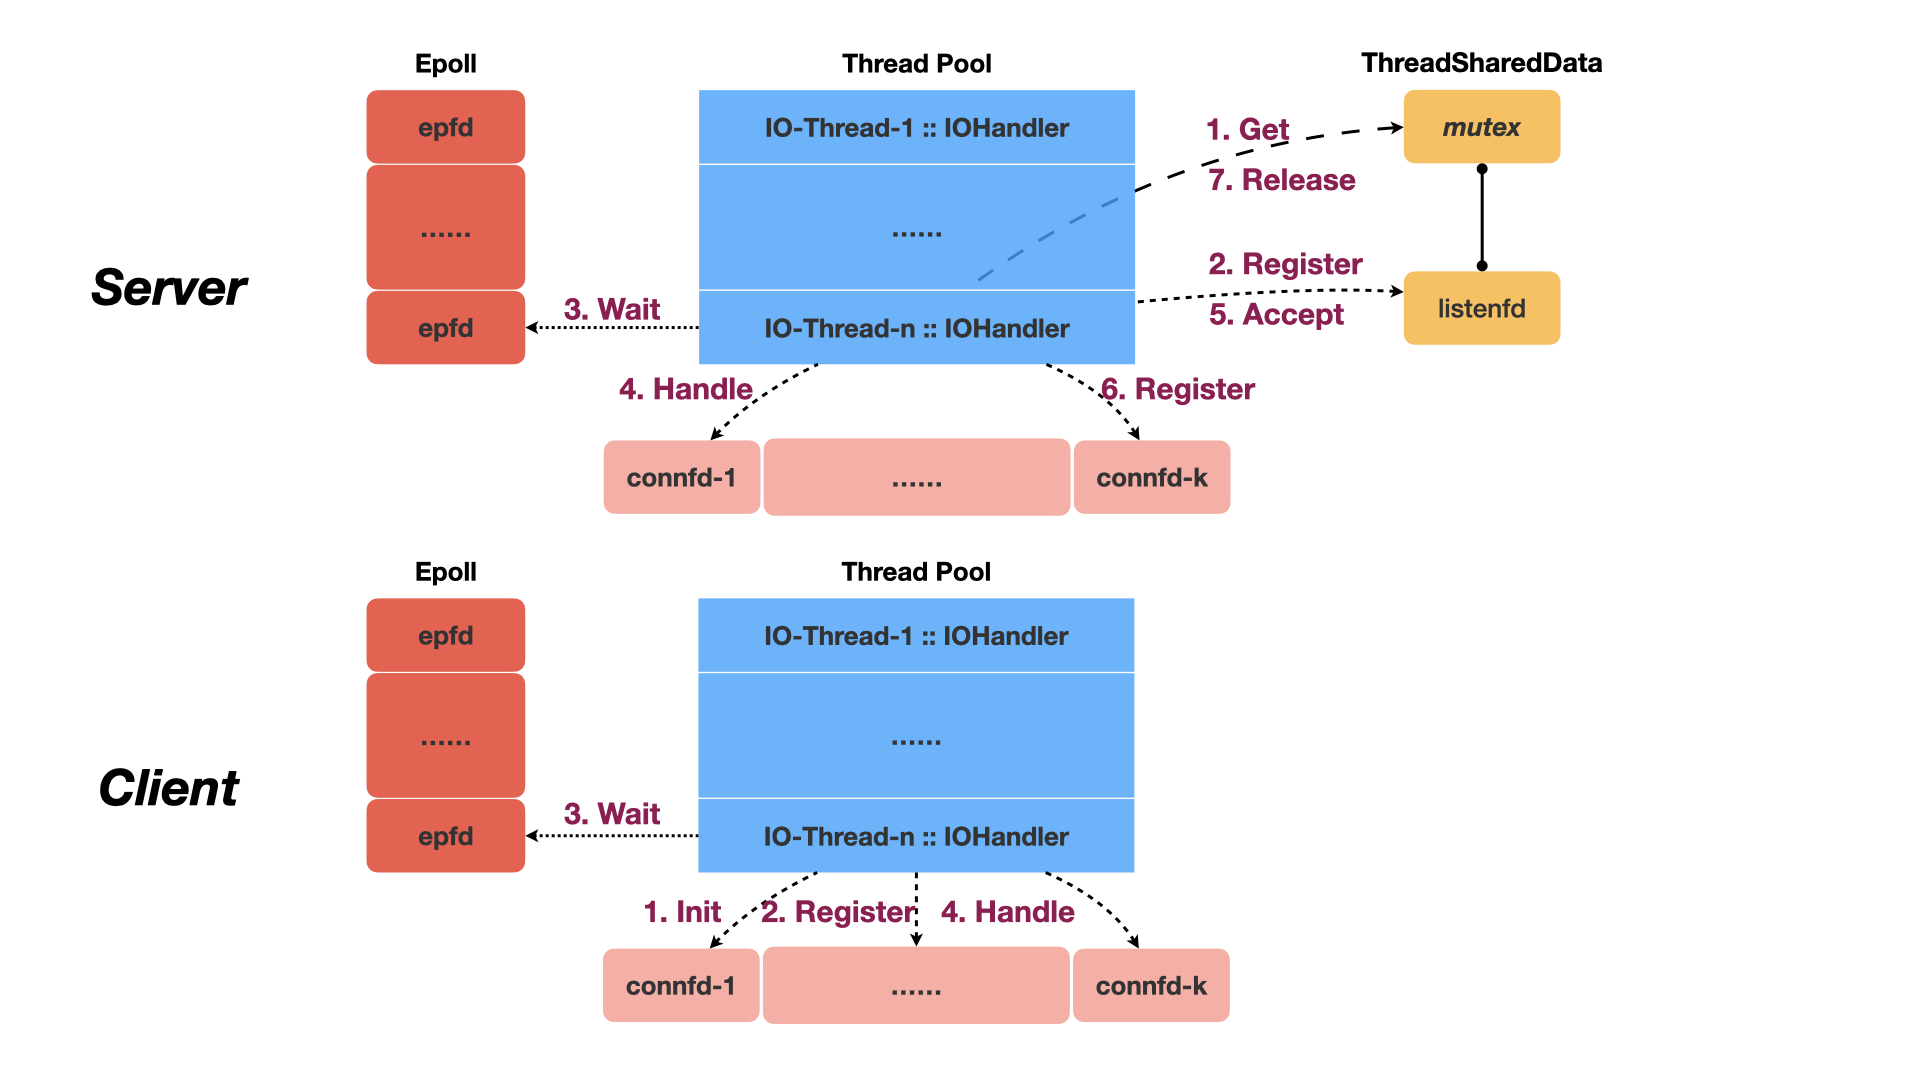 Epoll
Thread Pool
ThreadSharedData
epfd
IO-Thread-1 :: IOHandler
1. Get
mutex
7. Release
......
......
Server
2. Register
3. Wait
5. Accept
listenfd
epfd
IO-Thread-n :: IOHandler
4. Handle
6. Register
connfd-1
......
connfd-k
Epoll
Thread Pool
epfd
IO-Thread-1 :: IOHandler
......
......
Client
3. Wait
epfd
IO-Thread-n :: IOHandler
1. Init
2. Register
4. Handle
connfd-1
......
connfd-k